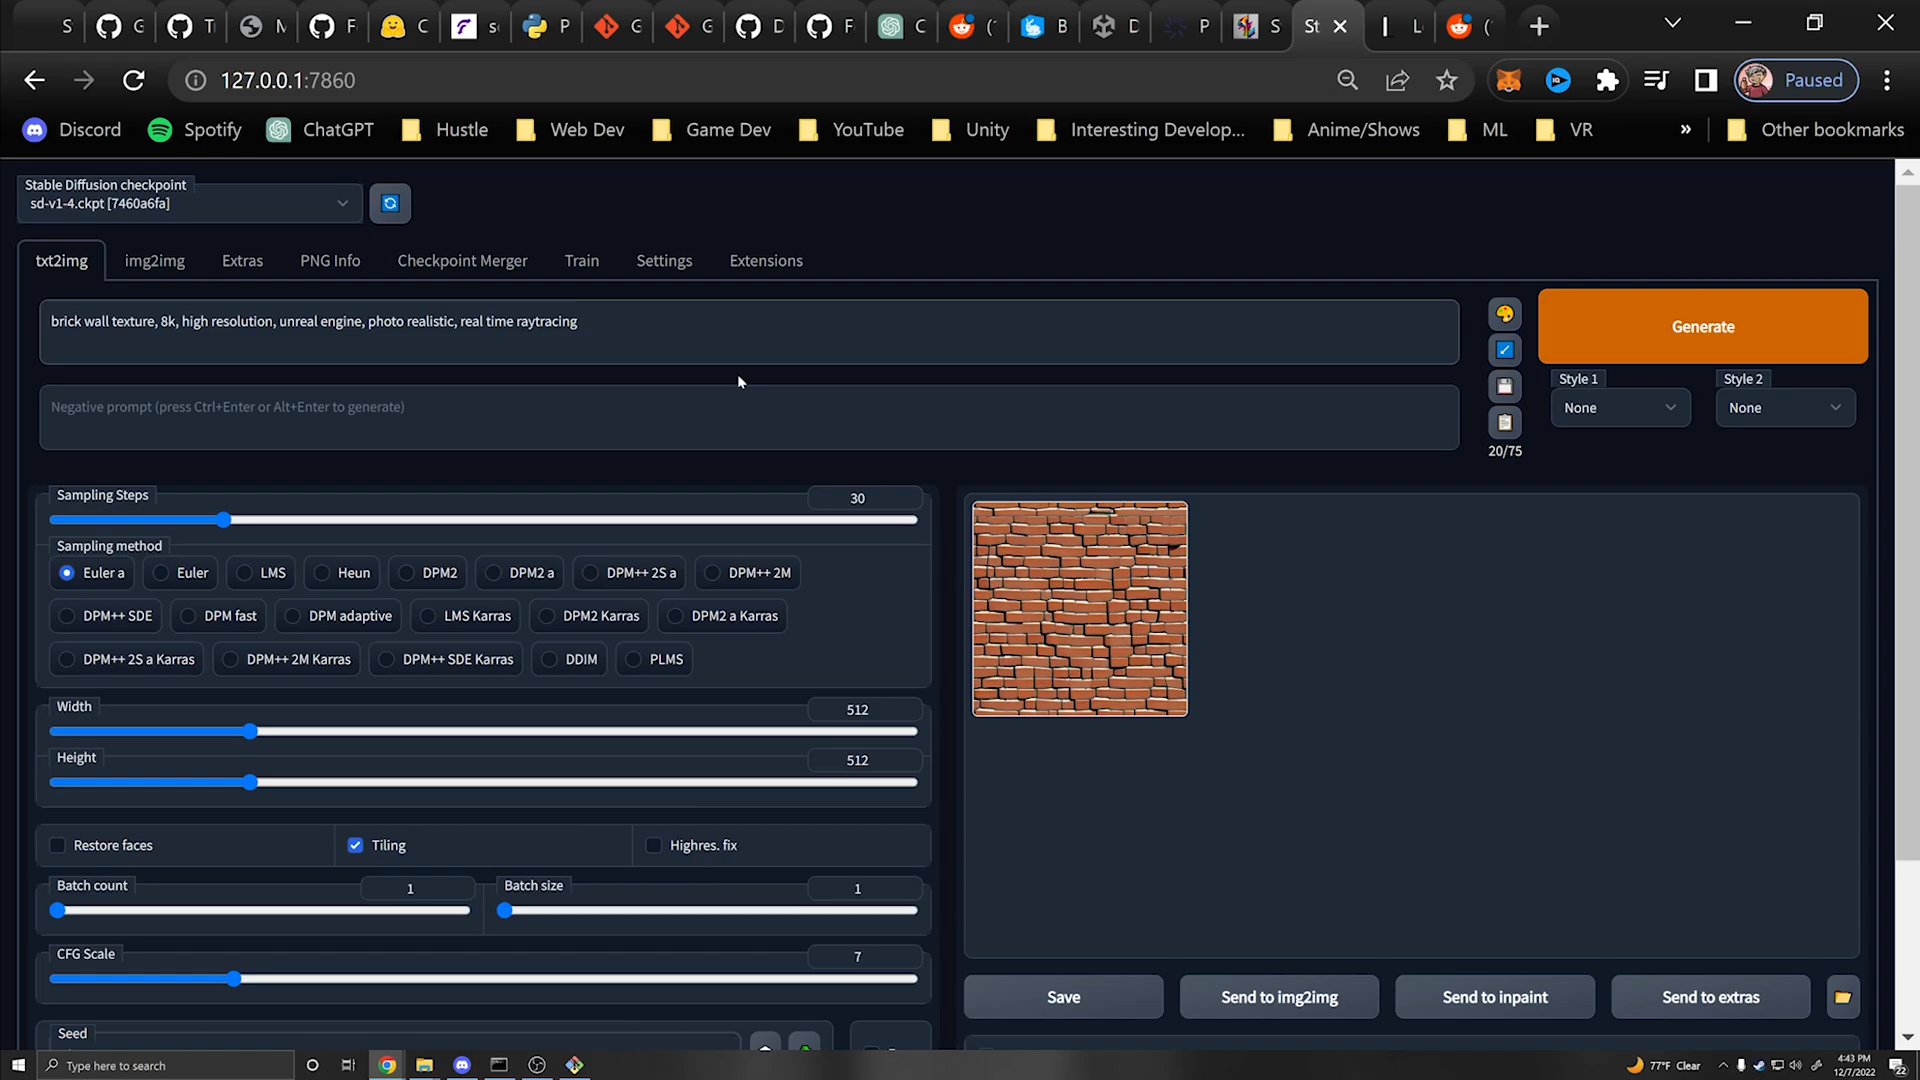 S
G
T
M
F
C
s
P
G
G
D
F
C
(
B
D
P
S
St
L
(
127.0.0.1:7860
Paused
Discord
Spotify
ChatGPT
Hustle
Web Dev
Game Dev
YouTube
Unity
Interesting Develop...
Anime/Shows
ML
VR
»
Other bookmarks
Stable Diffusion checkpoint
sd-v1-4.ckpt [7460a6fa]
txt2img
img2img
Extras
PNG Info
Checkpoint Merger
Train
Settings
Extensions
brick wall texture, 8k, high resolution, unreal engine, photo realistic, real time raytracing
Generate
Style 1
Style 2
None
None
Negative prompt (press Ctrl+Enter or Alt+Enter to generate)
20/75
Sampling Steps
30
Sampling method
Euler a
Euler
LMS
Heun
DPM2
DPM2 a
DPM++ 2S a
DPM++ 2M
DPM++ SDE
DPM fast
DPM adaptive
LMS Karras
DPM2 Karras
DPM2 a Karras
DPM++ 2S a Karras
DPM++ 2M Karras
DPM++ SDE Karras
DDIM
PLMS
Width
512
Height
512
Restore faces
Tiling
Highres. fix
Batch count
1
Batch size
1
CFG Scale
7
Save
Send to img2img
Send to inpaint
Send to extras
Seed
Type here to search
77°F Clear
4:43 PM
12/7/2022
22